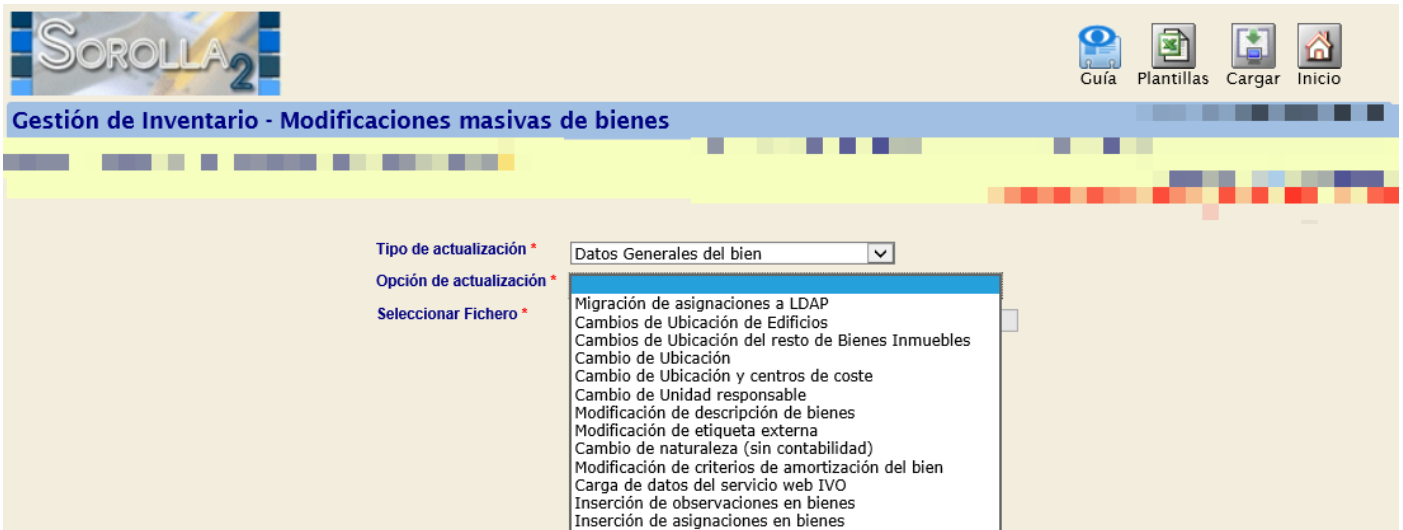 SOROLLA2
Guía Plantillas Cargar Inicio
Gestión de Inventario - Modificaciones masivas de bienes
Tipo de actualización * Datos Generales del bien
Opción de actualización *
Seleccionar Fichero *
Migración de asignaciones a LDAP
Cambios de Ubicación de Edificios
Cambios de Ubicación del resto de Bienes Inmuebles
Cambio de Ubicación
Cambio de Ubicación y centros de coste
Cambio de Unidad responsable
Modificación de descripción de bienes
Modificación de etiqueta externa
Cambio de naturaleza (sin contabilidad)
Modificación de criterios de amortización del bien
Carga de datos del servicio web IVO
Inserción de observaciones en bienes
Inserción de asignaciones en bienes